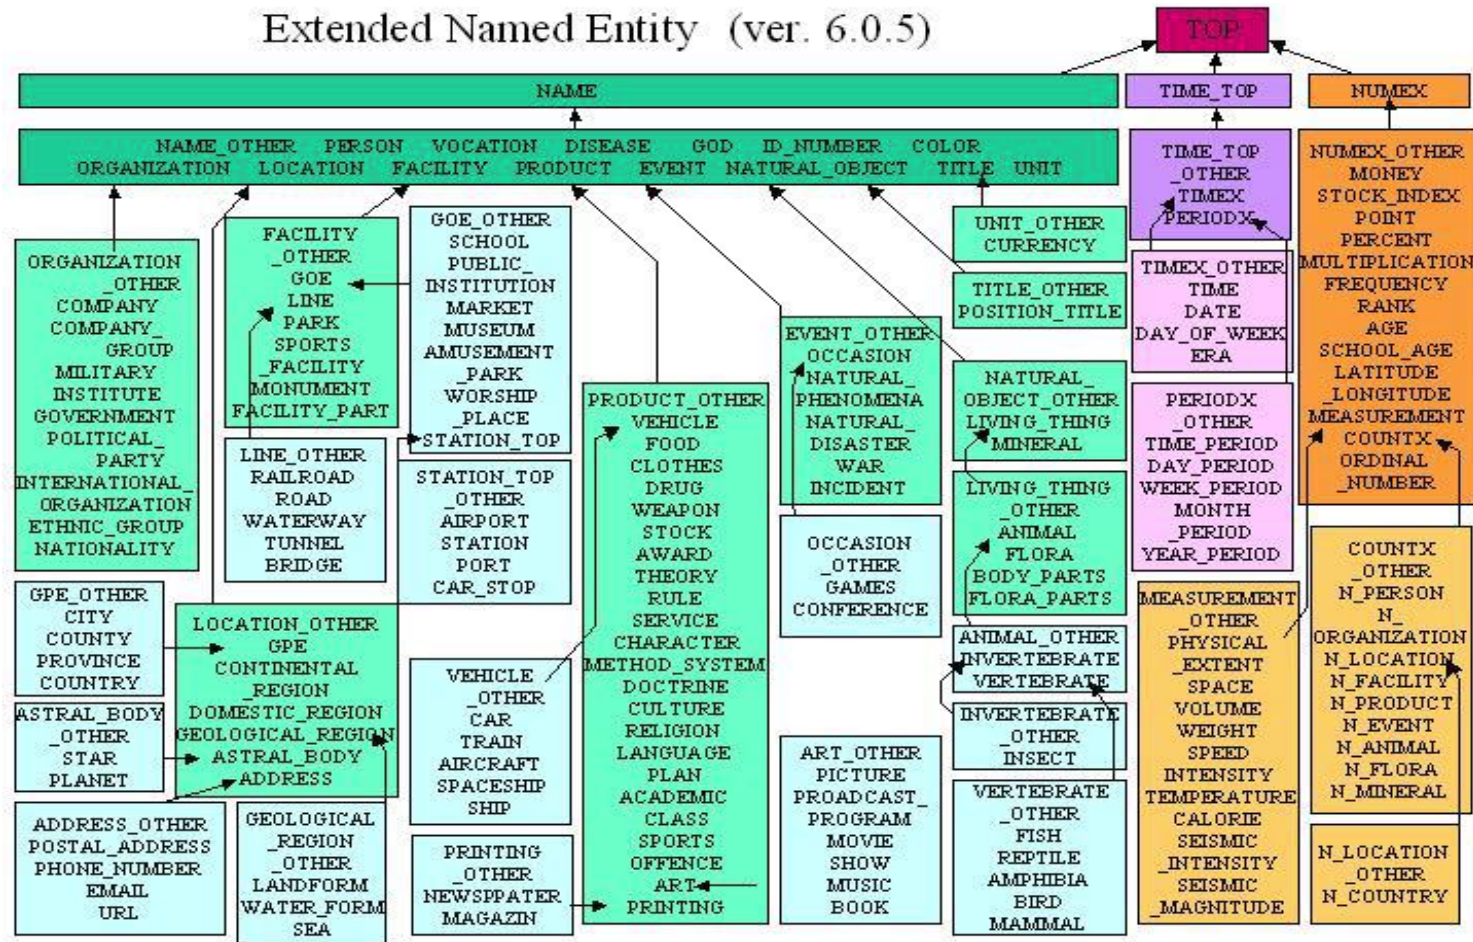 Extended Named Entity (ver. 6.0.5)
TOP
NAME
TIME_TOP
NUMEX
NAME_OTHER PERSON VOCATION DISEASE GOD ID_NUMBER COLOR
ORGANIZATION LOCATION FACILITY PRODUCT EVENT NATURAL_OBJECT TITLE UNIT
TIME_TOP
_OTHER
TIMEX
PERIODX
NUMEX_OTHER
MONEY
STOCK_INDEX
POINT
PERCENT
MULTIPLICATION
FREQUENCY
RANK
AGE
SCHOOL_AGE
LATITUDE
_LONGITUDE
MEASUREMENT
COUNTX
ORDINAL
_NUMBER
ORGANIZATION
_OTHER
COMPANY
COMPANY_
GROUP
MILITARY
INSTITUTE
GOVERNMENT
POLITICAL_
PARTY
INTERNATIONAL_
ORGANIZATION
ETHNIC_GROUP
NATIONALITY
FACILITY
_OTHER
GOE
LINE
PARK
SPORTS
_FACILITY
MONUMENT
FACILITY_PART
GOE_OTHER
SCHOOL
PUBLIC_
INSTITUTION
MARKET
MUSEUM
AMUSEMENT
_PARK
WORSHIP
_PLACE
STATION_TOP
UNIT_OTHER
CURRENCY
TITLE_OTHER
POSITION_TITLE
TIMEX_OTHER
TIME
DATE
DAY_OF_WEEK
ERA
EVENT_OTHER
OCCASION
NATURAL_
PHENOMENA
NATURAL_
DISASTER
WAR
INCIDENT
NATURAL_
OBJECT_OTHER
LIVING_THING
MINERAL
PERIODX
_OTHER
TIME_PERIOD
DAY_PERIOD
WEEK_PERIOD
MONTH
_PERIOD
YEAR_PERIOD
PRODUCT_OTHER
VEHICLE
FOOD
CLOTHES
DRUG
WEAPON
STOCK
AWARD
THEORY
RULE
SERVICE
CHARACTER
METHOD_SYSTEM
DOCTRINE
CULTURE
RELIGION
LANGUAGE
PLAN
ACADEMIC
CLASS
SPORTS
OFFENCE
ART
PRINTING
LINE_OTHER
RAILROAD
ROAD
WATERWAY
TUNNEL
BRIDGE
STATION_TOP
_OTHER
AIRPORT
STATION
PORT
CAR_STOP
LIVING_THING
_OTHER
ANIMAL
FLORA
BODY_PARTS
FLORA_PARTS
OCCASION
_OTHER
GAMES
CONFERENCE
COUNTX
_OTHER
N_PERSON
N_
ORGANIZATION
N_LOCATION
N_FACILITY
N_PRODUCT
N_EVENT
N_ANIMAL
N_FLORA
N_MINERAL
GPE_OTHER
CITY
COUNTY
PROVINCE
COUNTRY
LOCATION_OTHER
GPE
CONTINENTAL
_REGION
DOMESTIC_REGION
GEOLOGICAL_REGION
ASTRAL_BODY
ADDRESS
MEASUREMENT
_OTHER
PHYSICAL
_EXTENT
SPACE
VOLUME
WEIGHT
SPEED
INTENSITY
TEMPERATURE
CALORIE
SEISMIC
_INTENSITY
SEISMIC
_MAGNITUDE
ANIMAL_OTHER
INVERTEBRATE
VERTEBRATE
VEHICLE
_OTHER
CAR
TRAIN
AIRCRAFT
SPACESHIP
SHIP
ASTRAL_BODY
_OTHER
STAR
PLANET
INVERTEBRATE
_OTHER
INSECT
ART_OTHER
PICTURE
PROADCAST_
PROGRAM
MOVIE
SHOW
MUSIC
BOOK
VERTEBRATE
_OTHER
FISH
REPTILE
AMPHIBIA
BIRD
MAMMAL
ADDRESS_OTHER
POSTAL_ADDRESS
PHONE_NUMBER
EMAIL
URL
GEOLOGICAL
_REGION
_OTHER
LANDFORM
WATER_FORM
SEA
PRINTING
_OTHER
NEWSPPATER
MAGAZIN
N_LOCATION
_OTHER
N_COUNTRY